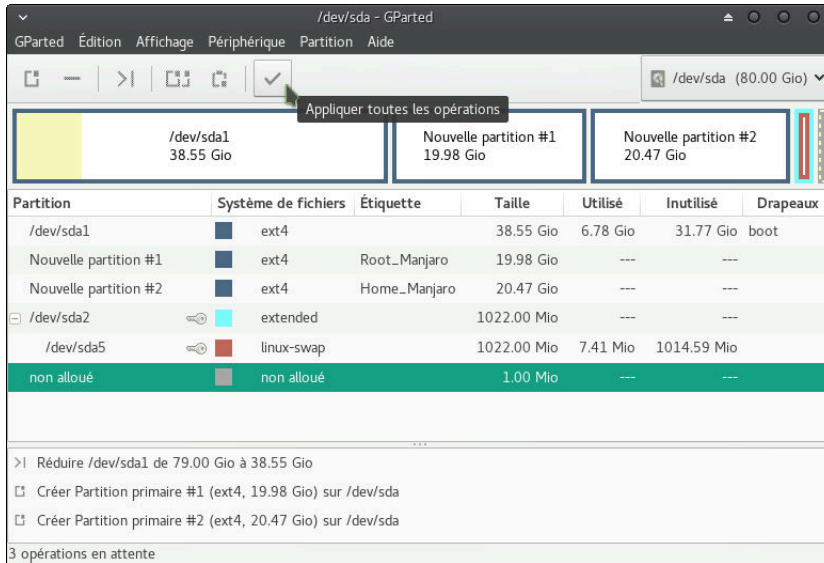 /dev/sda - GParted
GParted Édition Affichage Périphérique Partition Aide
/dev/sda (80.00 Gio)
Appliquer toutes les opérations
/dev/sda1
38.55 Gio
Nouvelle partition #1
19.98 Gio
Nouvelle partition #2
20.47 Gio
Partition Système de fichiers Étiquette Taille Utilisé Inutilisé Drapeaux
/dev/sda1 ext4 38.55 Gio 6.78 Gio 31.77 Gio boot
Nouvelle partition #1 ext4 Root_Manjaro 19.98 Gio --- ---
Nouvelle partition #2 ext4 Home_Manjaro 20.47 Gio --- ---
/dev/sda2 extended 1022.00 Mio --- ---
/dev/sda5 linux-swap 1022.00 Mio 7.41 Mio 1014.59 Mio
non alloué non alloué 1.00 Mio --- ---
Réduire /dev/sda1 de 79.00 Gio à 38.55 Gio
Créer Partition primaire #1 (ext4, 19.98 Gio) sur /dev/sda
Créer Partition primaire #2 (ext4, 20.47 Gio) sur /dev/sda
3 opérations en attente